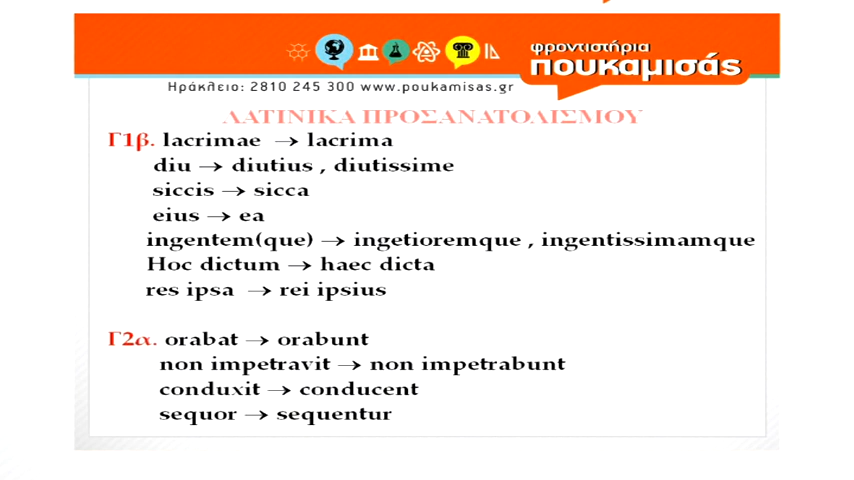 φροντιστήρια
πουκαμισάς
Ηράκλειο: 2810 245 300 www.poukamisas.gr
ΛΑΤΙΝΙΚΑ ΠΡΟΣΑΝΑΤΟΛΙΣΜΟΥ
Γ1β. lacrimae → lacrima
diu → diutius , diutissime
siccis → sicca
eius → ea
ingentem(que) → ingetioremque , ingentissimamque
Hoc dictum → haec dicta
res ipsa → rei ipsius
Γ2α. orabat → orabunt
non impetravit → non impetrabunt
conduxit → conducent
sequor → sequentur